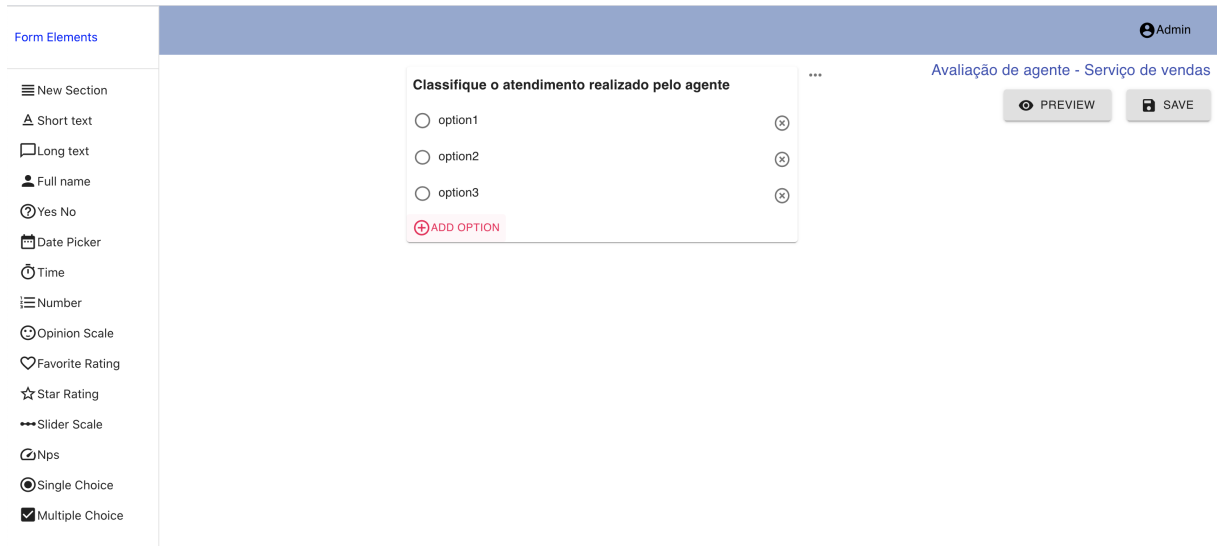 Form Elements
Admin
New Section
Short text
Long text
Full name
Yes No
Date Picker
Time
Number
Opinion Scale
Favorite Rating
Star Rating
Slider Scale
Nps
Single Choice
Multiple Choice
Classifique o atendimento realizado pelo agente
option1
option2
option3
ADD OPTION
Avaliação de agente - Serviço de vendas
PREVIEW
SAVE